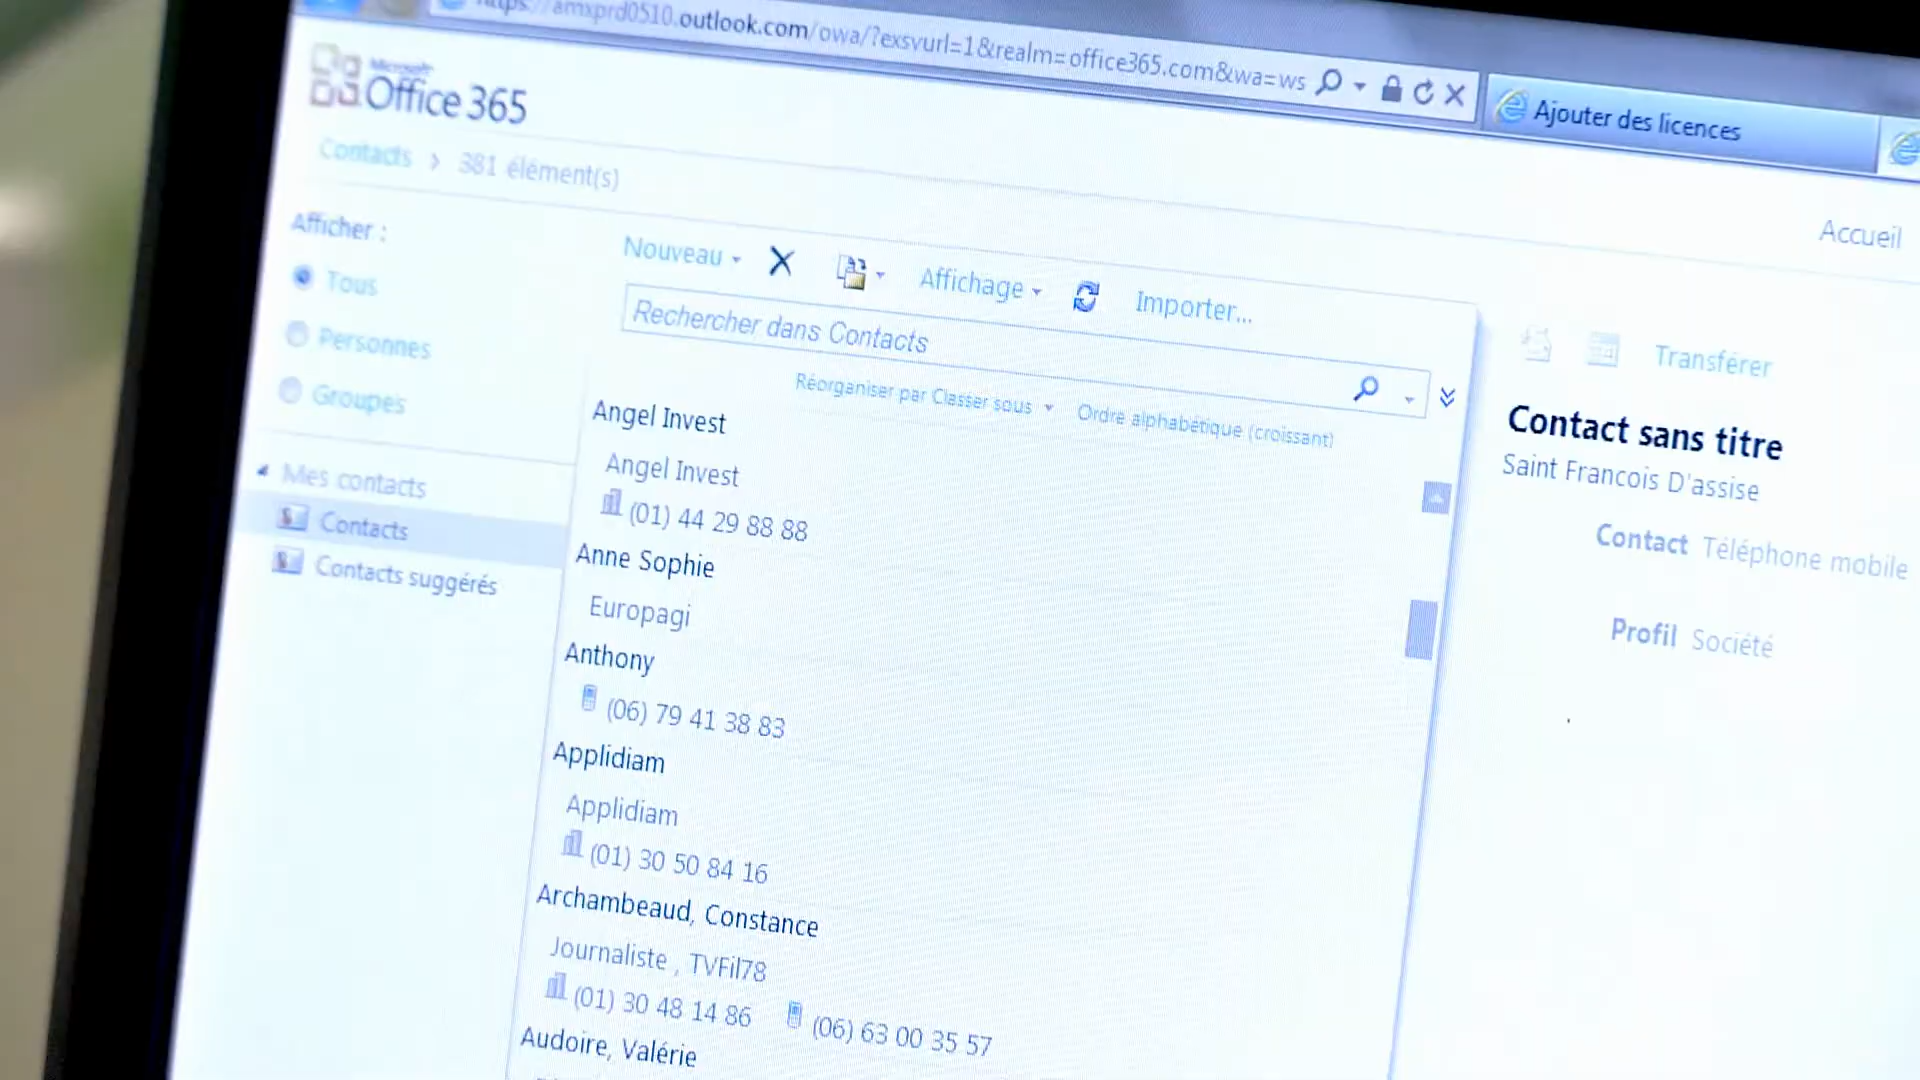 https://amxprd0510.outlook.com/owa/?exsvurl=1&realm=office365.com&wa=ws
Ajouter des licences
Microsoft
Office 365
Contacts › 381 élément(s)
Accueil
Afficher :
Tous
Personnes
Groupes
Mes contacts
Contacts
Contacts suggérés
Nouveau
Affichage
Importer...
Rechercher dans Contacts
Réorganiser par Classer sous
Ordre alphabétique (croissant)
Angel Invest
Angel Invest
(01) 44 29 88 88
Anne Sophie
Europagi
Anthony
(06) 79 41 38 83
Applidiam
Applidiam
(01) 30 50 84 16
Archambeaud, Constance
Journaliste , TVFil78
(01) 30 48 14 86 (06) 63 00 35 57
Audoire, Valérie
Transférer
Contact sans titre
Saint Francois D'assise
Contact Téléphone mobile
Profil Société